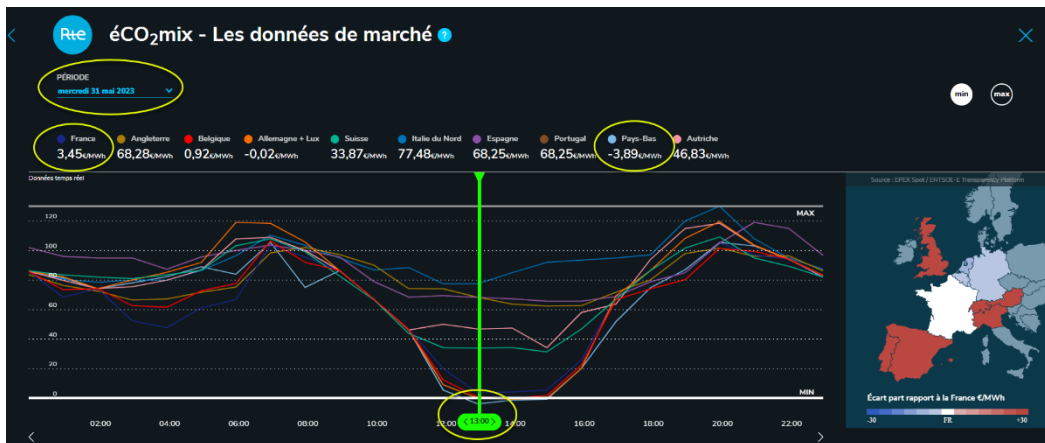 Rte
éCO₂mix - Les données de marché ?
PÉRIODE
mercredi 31 mai 2023
min max
France Angleterre Belgique Allemagne + Lux Suisse Italie du Nord Espagne Portugal Pays-Bas Autriche
3,45€/MWh 68,28€/MWh 0,92€/MWh -0,02€/MWh 33,87€/MWh 77,48€/MWh 68,25€/MWh 68,25€/MWh -3,89€/MWh 46,83€/MWh
Données temps réel
Source : EPEX Spot / ENTSOE-E Transparency Platform
MAX
120
100
80
60
40
20
0
MIN
02:00 04:00 06:00 08:00 10:00 12:00 <13:00> 14:00 16:00 18:00 20:00 22:00
Écart part rapport à la France €/MWh
-30 FR +30